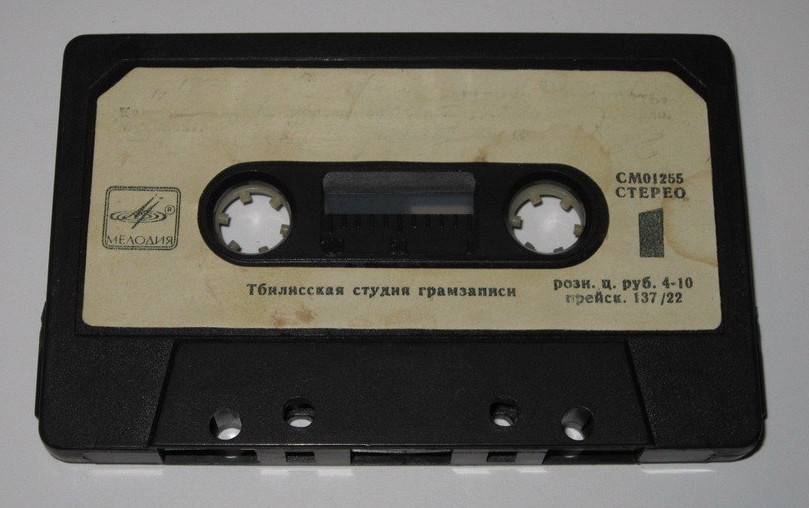 СМ01255
СТЕРЕО
®
МЕЛОДИЯ
1
Тбилисская студия грамзаписи
розн. ц. руб. 4-10
прейск. 137/22